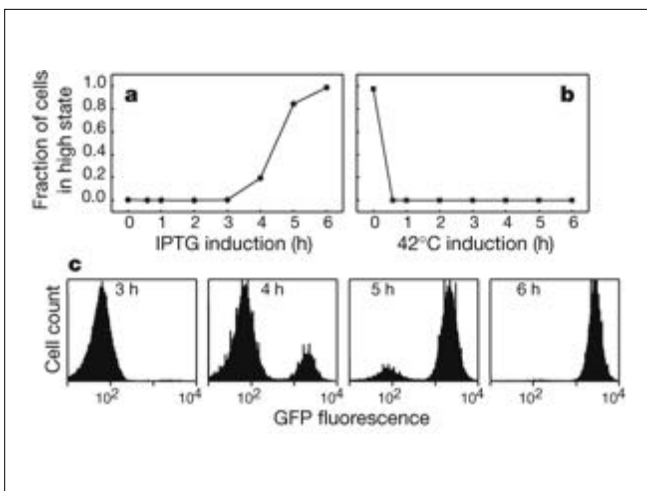 Fraction of cells
in high state
1.0
0.8
0.6
0.4
0.2
0.0
a
0 1 2 3 4 5 6
IPTG induction (h)
b
0 1 2 3 4 5 6
42°C induction (h)
c
Cell count
3 h
4 h
5 h
6 h
10² 10⁴
10² 10⁴
10² 10⁴
10² 10⁴
GFP fluorescence